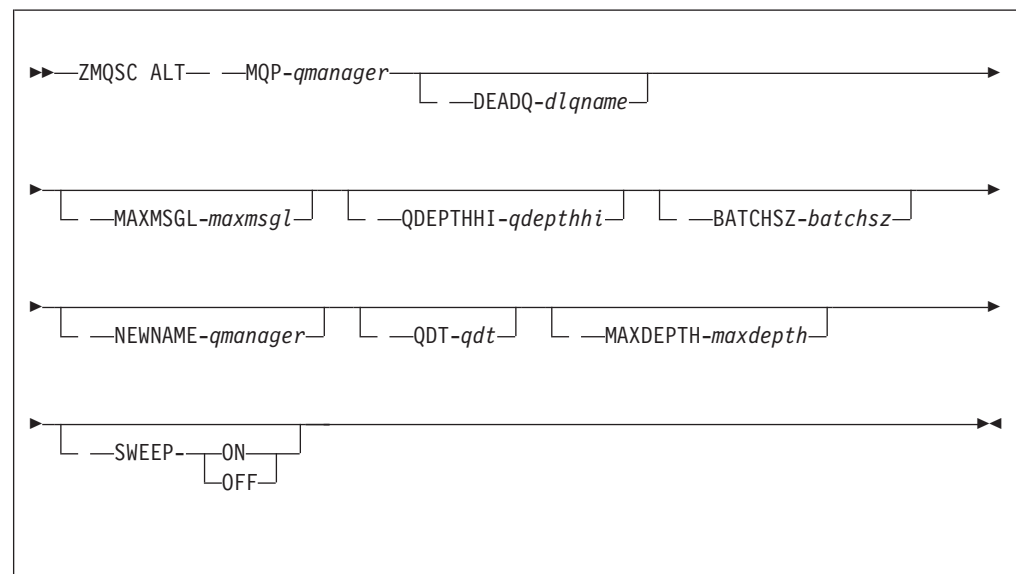 ZMQSC ALT MQP-qmanager
DEADQ-dlqname
MAXMSGL-maxmsgl QDEPTHHI-qdepthhi BATCHSZ-batchsz
NEWNAME-qmanager QDT-qdt MAXDEPTH-maxdepth
SWEEP- ON
OFF